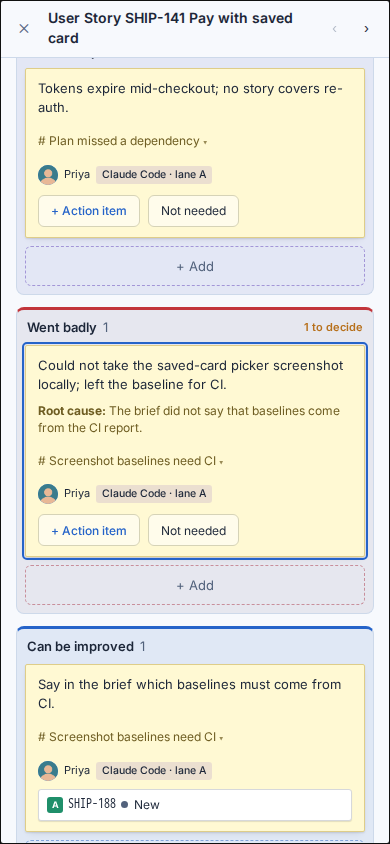 User Story SHIP-141 Pay with saved
card
Tokens expire mid-checkout; no story covers re-
auth.
# Plan missed a dependency
Priya Claude Code · lane A
+ Action item Not needed
+ Add
Went badly 1 1 to decide
Could not take the saved-card picker screenshot
locally; left the baseline for CI.
Root cause: The brief did not say that baselines come
from the CI report.
# Screenshot baselines need CI
Priya Claude Code · lane A
+ Action item Not needed
+ Add
Can be improved 1
Say in the brief which baselines must come from
CI.
# Screenshot baselines need CI
Priya Claude Code · lane A
A SHIP-188 New